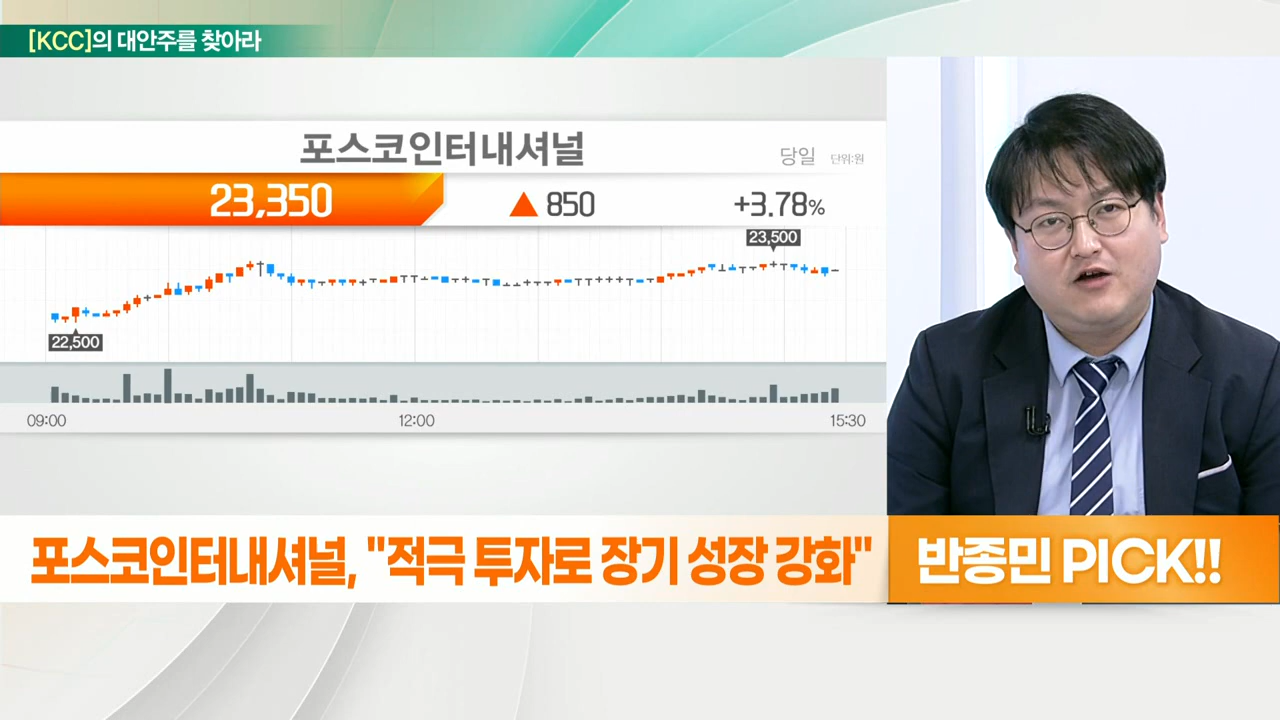 [KCC]의 대안주를 찾아라
포스코인터내셔널
당일 단위:원
23,350 ▲ 850 +3.78%
23,500
22,500
09:00 12:00 15:30
포스코인터내셔널, "적극 투자로 장기 성장 강화"
반종민 PICK!!